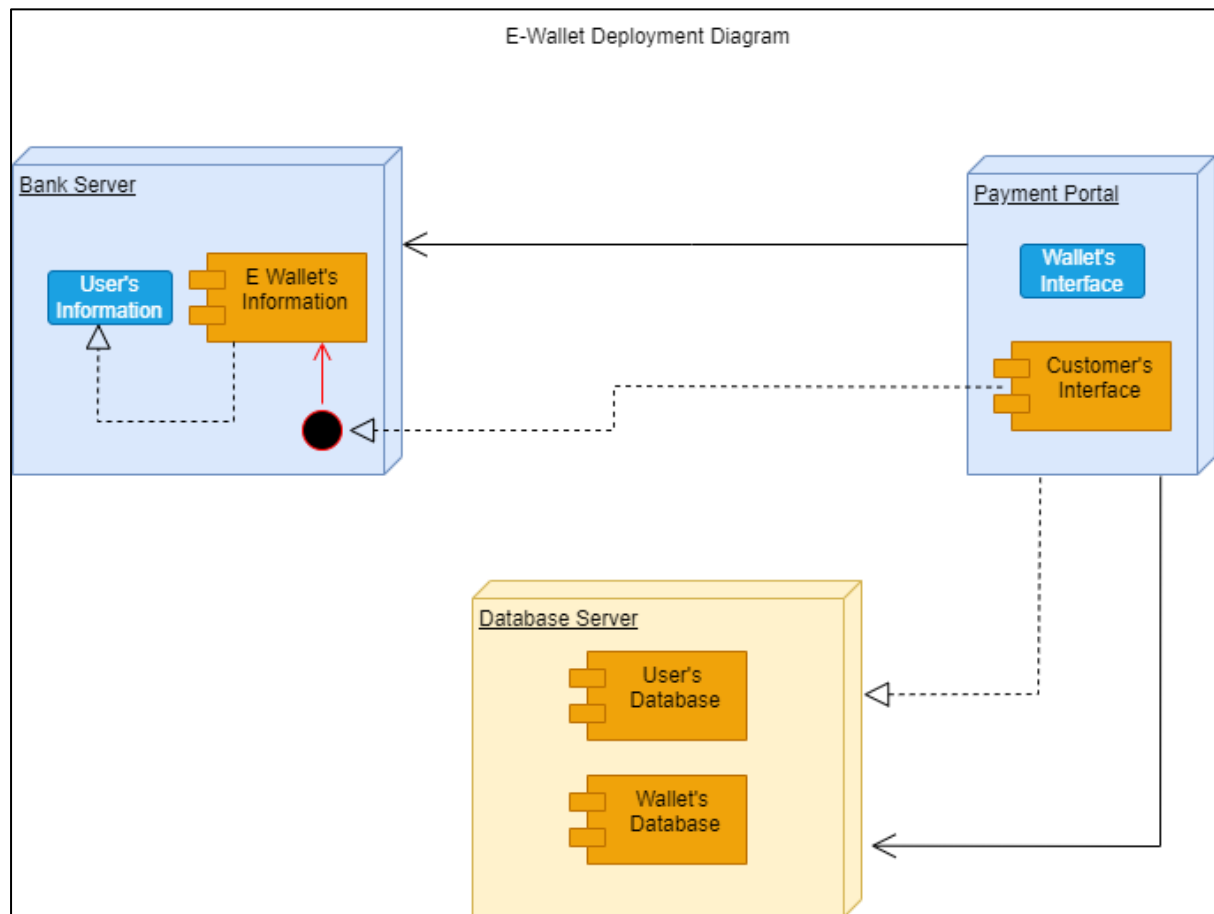 E-Wallet Deployment Diagram
Bank Server
User's
Information
E Wallet's
Information
Payment Portal
Wallet's
Interface
Customer's
Interface
Database Server
User's
Database
Wallet's
Database